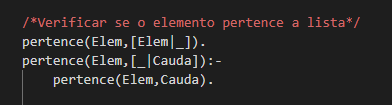 /*Verificar se o elemento pertence a lista*/
pertence(Elem,[Elem|_]).
pertence(Elem,[_|Cauda]):-
    pertence(Elem,Cauda).